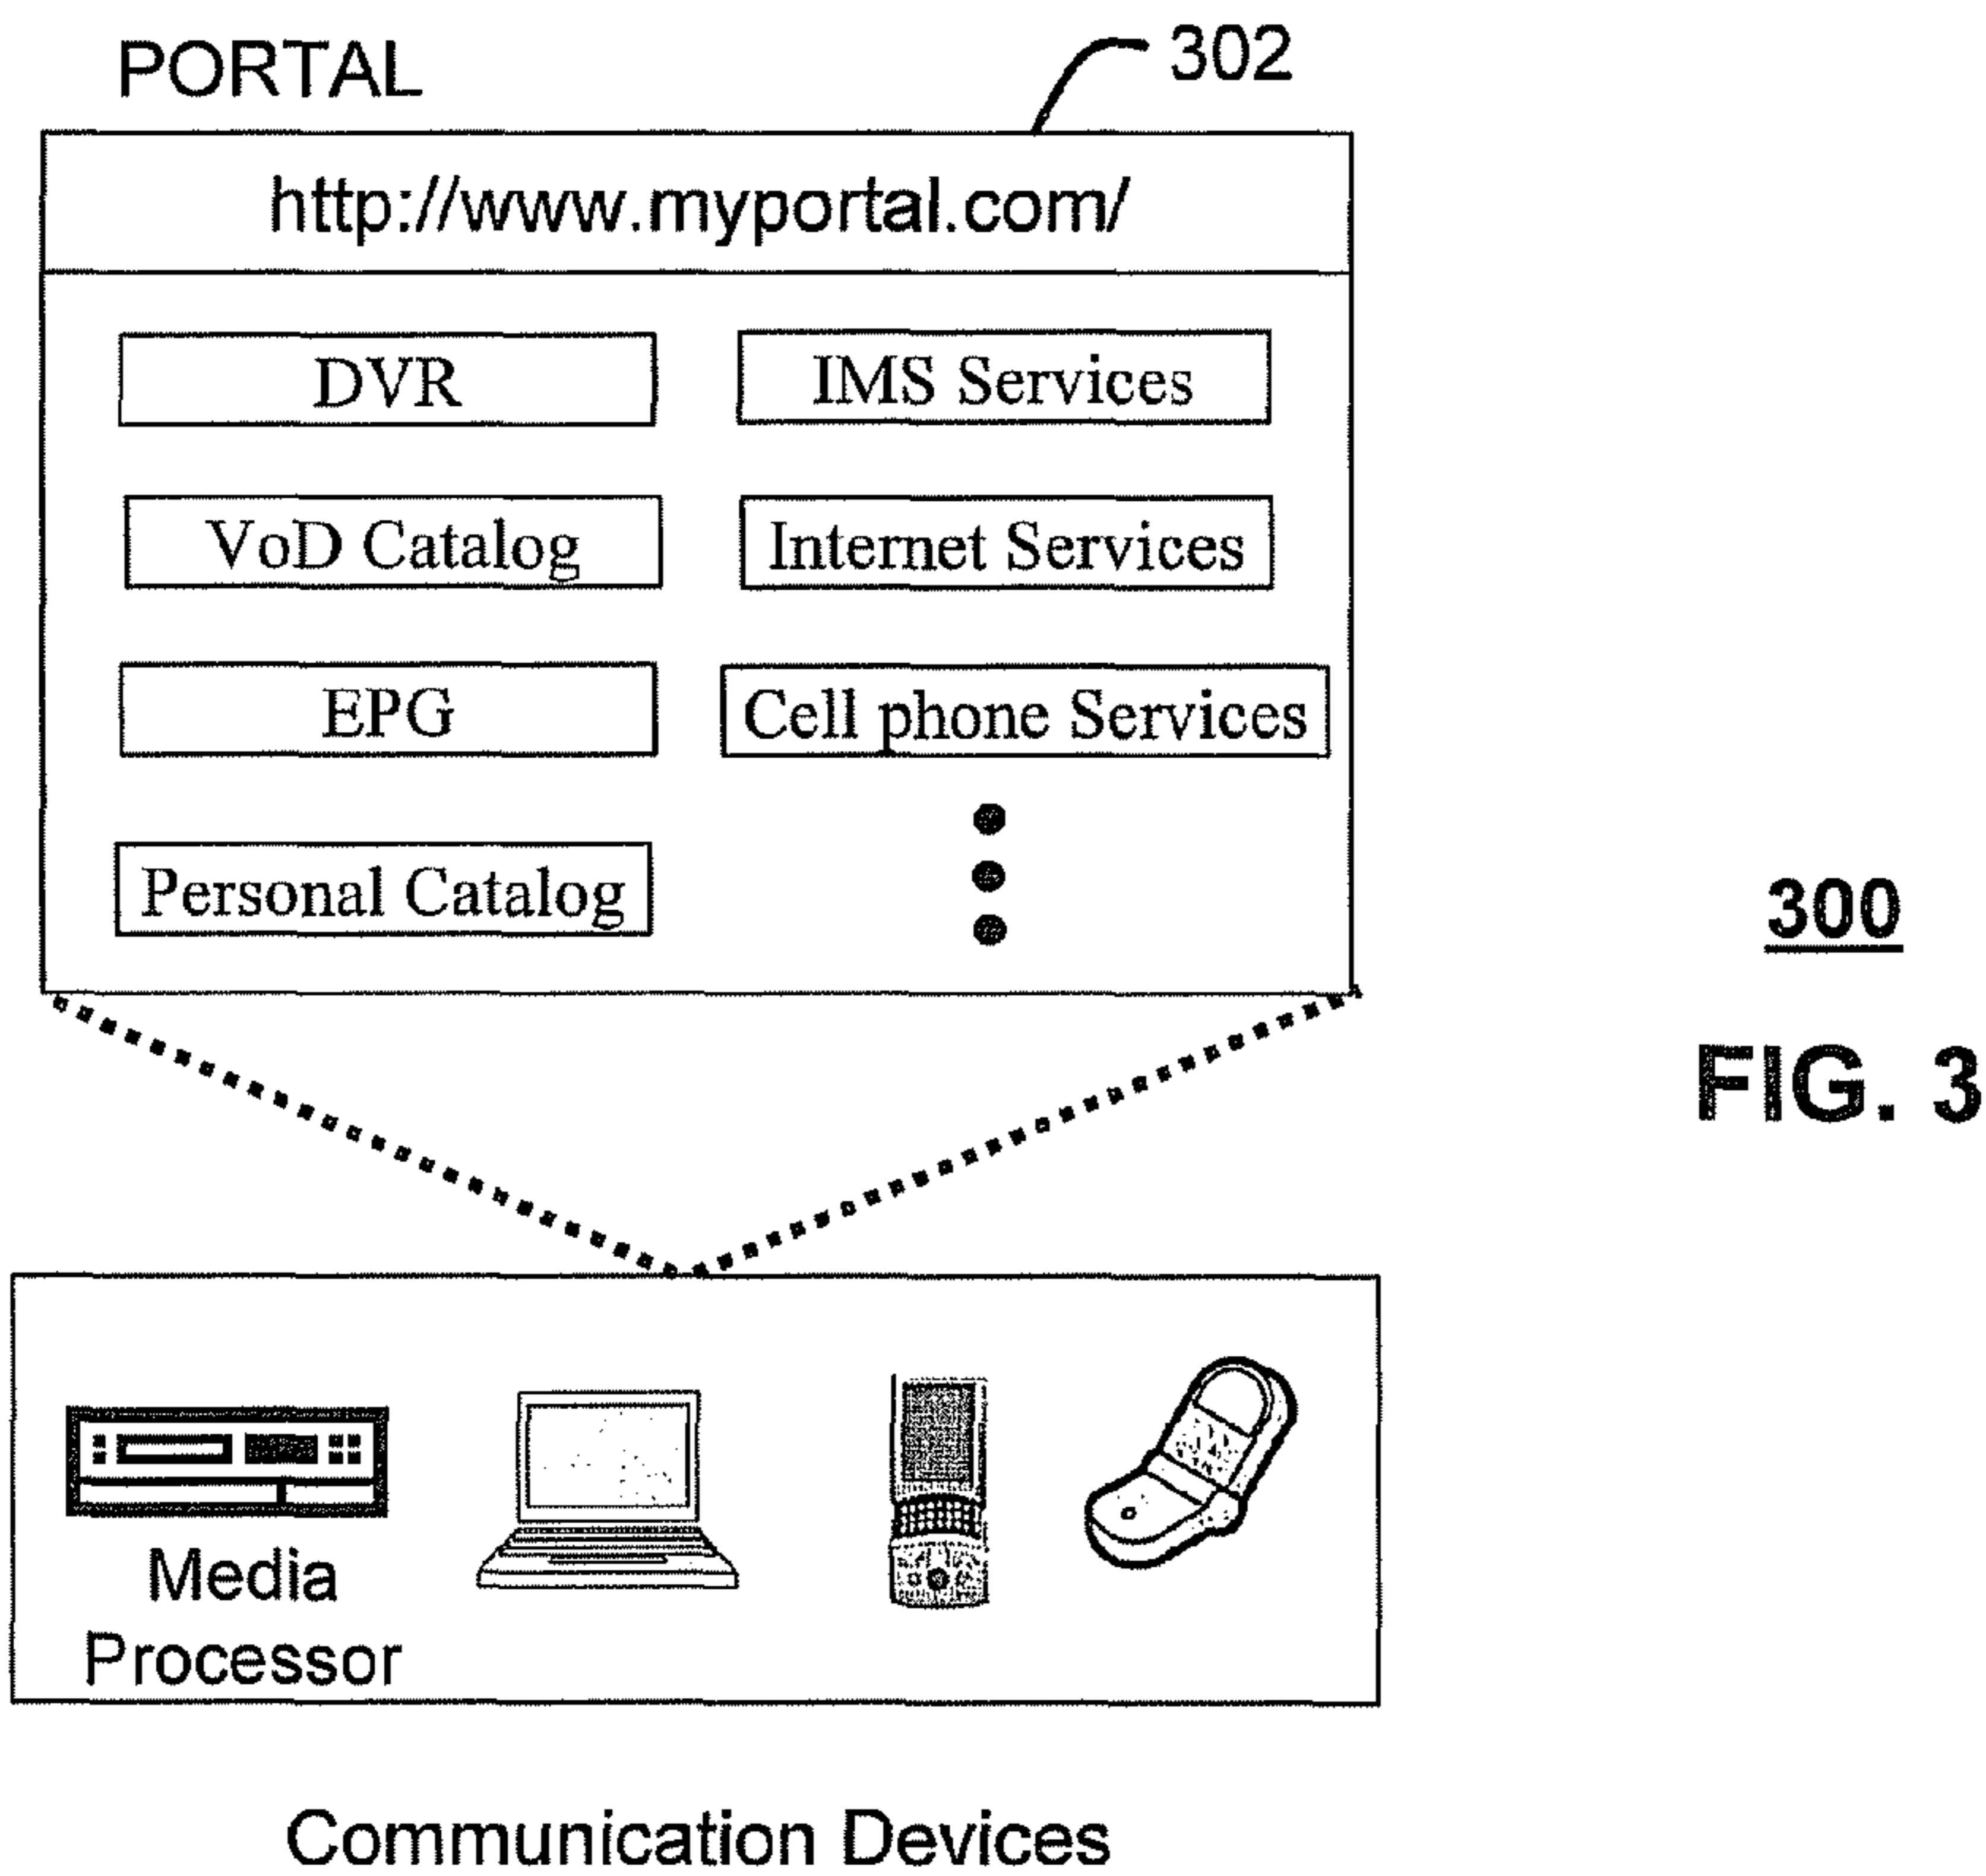 PORTAL
302
http://www.myportal.com/
DVR
IMS Services
VoD Catalog
Internet Services
EPG
Cell phone Services
Personal Catalog
300
FIG. 3
Media
Processor
Communication Devices